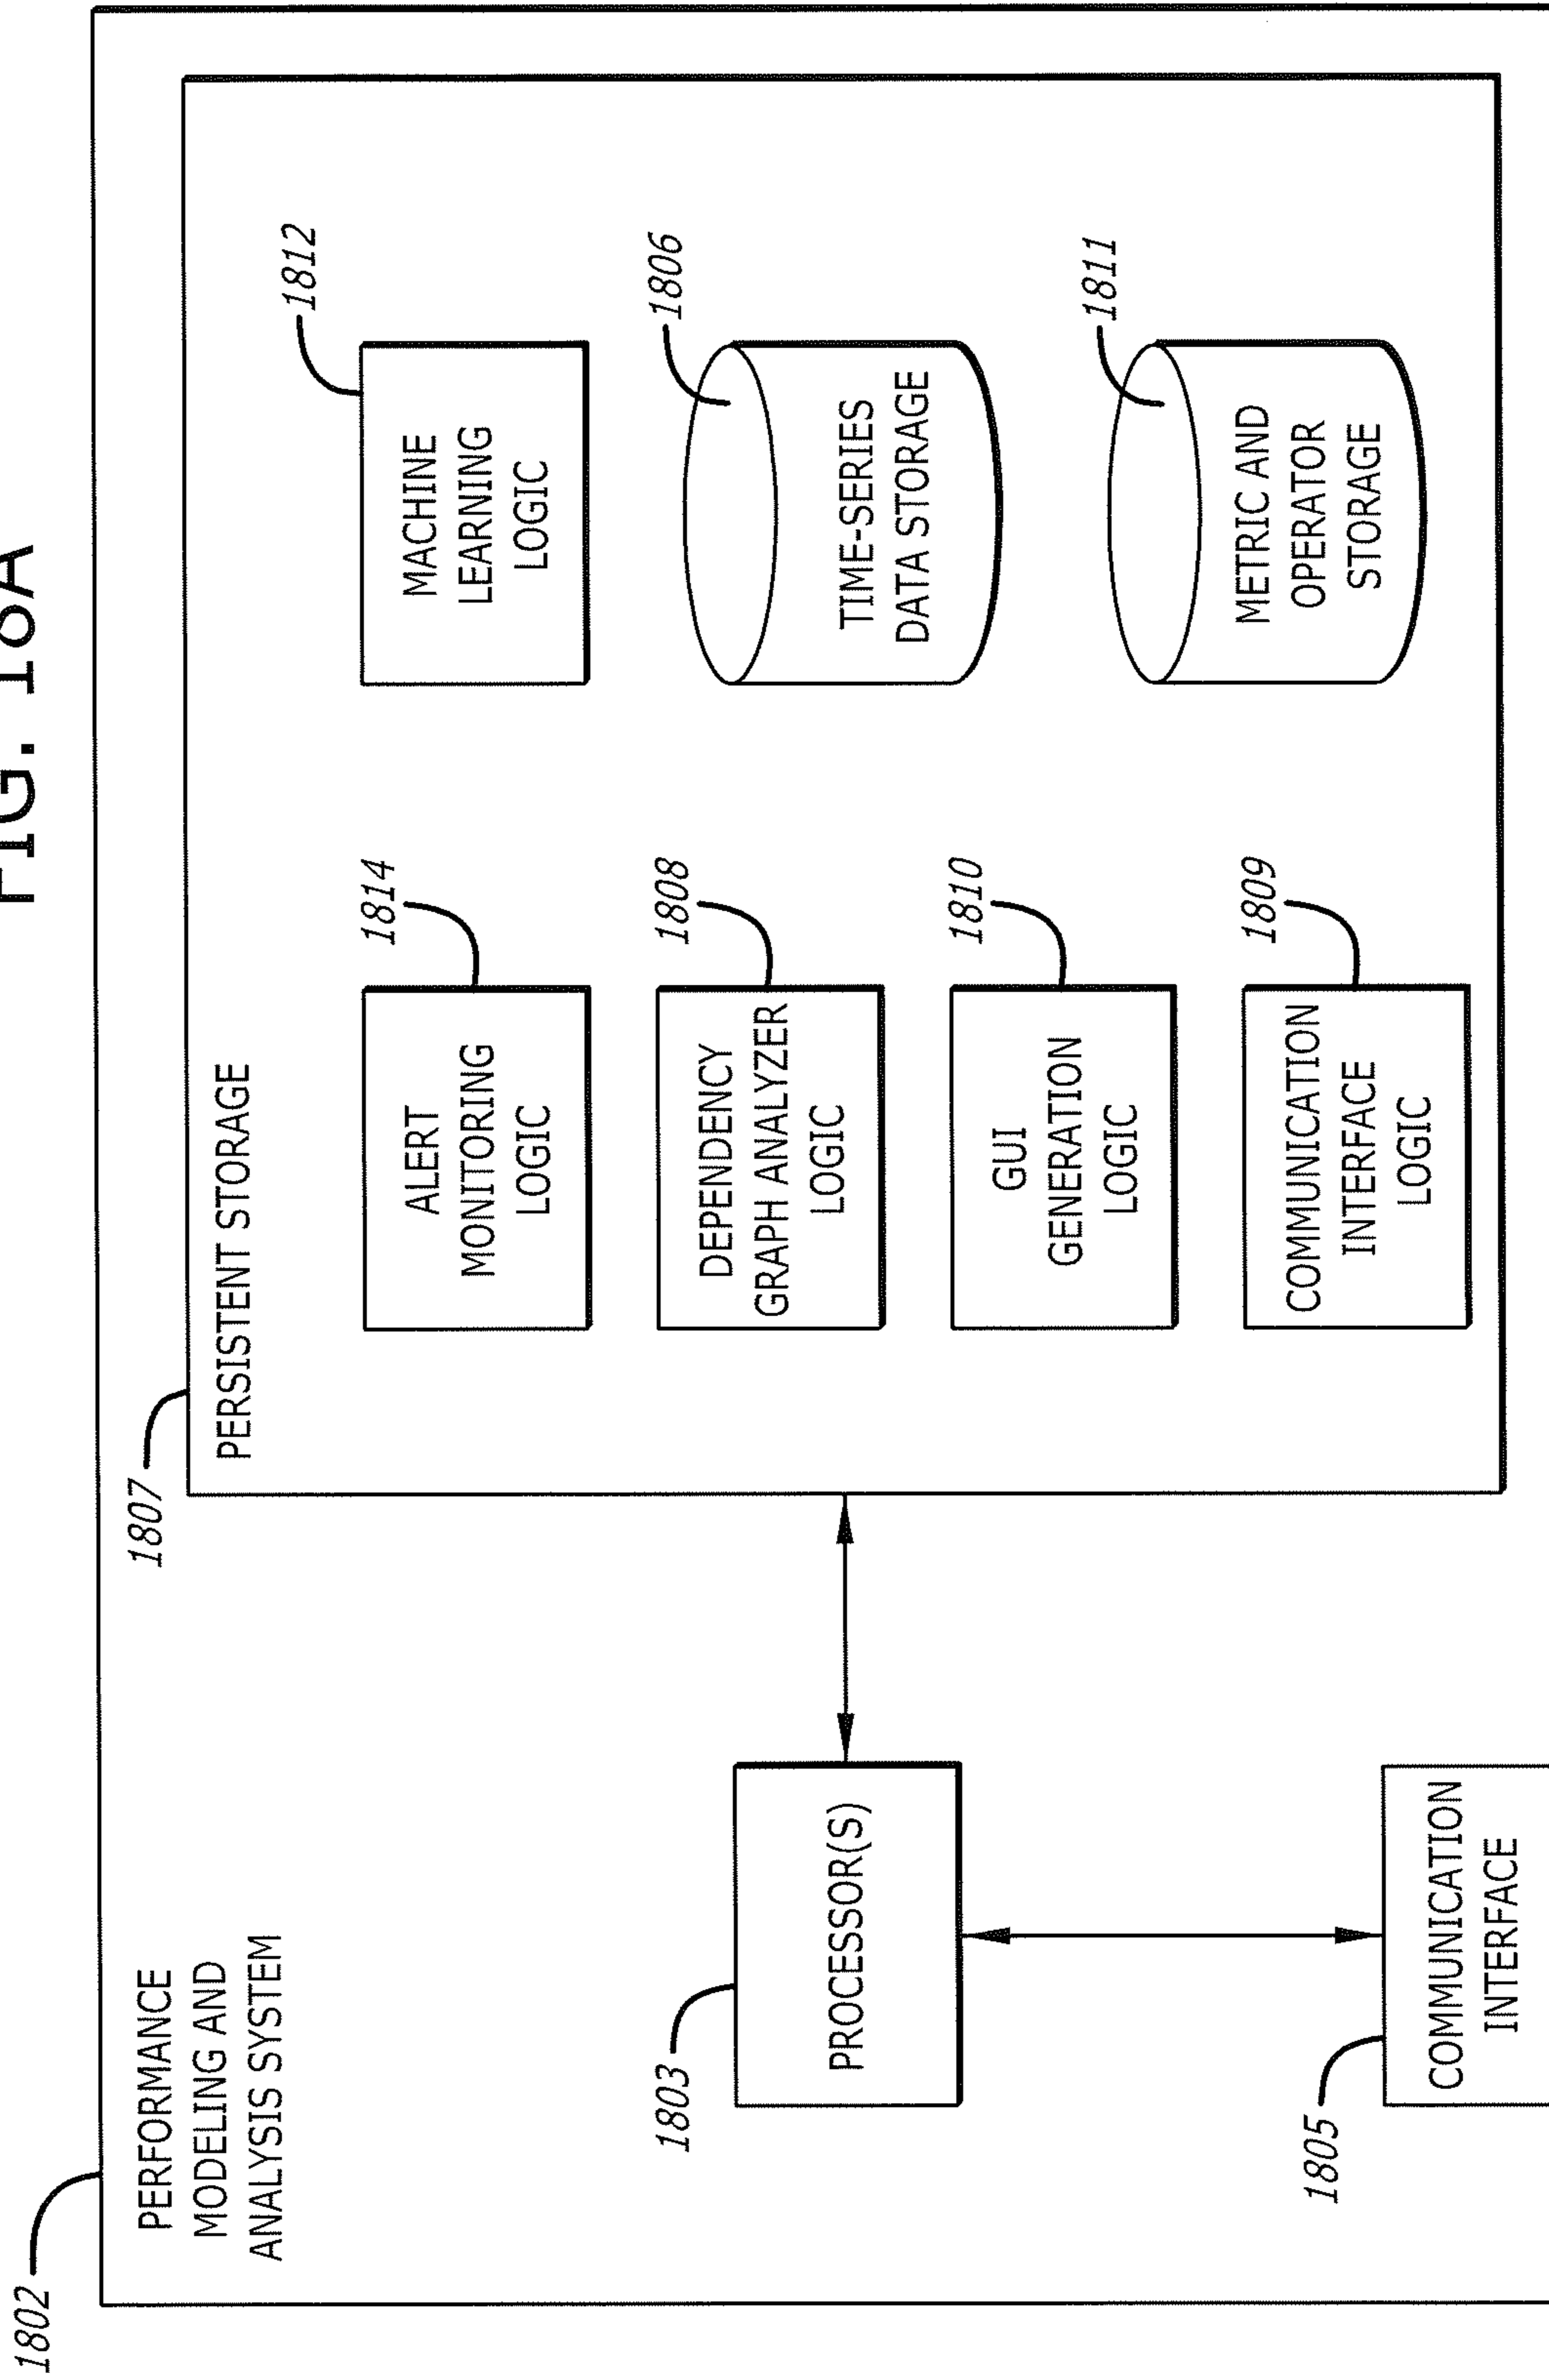 FIG. 18A
1802
PERFORMANCE
MODELING AND
ANALYSIS SYSTEM
1807
PERSISTENT STORAGE
1814
ALERT
MONITORING
LOGIC
1812
MACHINE
LEARNING
LOGIC
1803
PROCESSOR(S)
1808
DEPENDENCY
GRAPH ANALYZER
LOGIC
1806
TIME-SERIES
DATA STORAGE
1810
GUI
GENERATION
LOGIC
1811
METRIC AND
OPERATOR
STORAGE
1809
COMMUNICATION
INTERFACE
LOGIC
1805
COMMUNICATION
INTERFACE